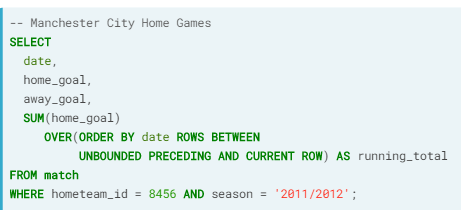 -- Manchester City Home Games
SELECT
  date,
  home_goal,
  away_goal,
  SUM(home_goal)
     OVER(ORDER BY date ROWS BETWEEN
          UNBOUNDED PRECEDING AND CURRENT ROW) AS running_total
FROM match
WHERE hometeam_id = 8456 AND season = '2011/2012';